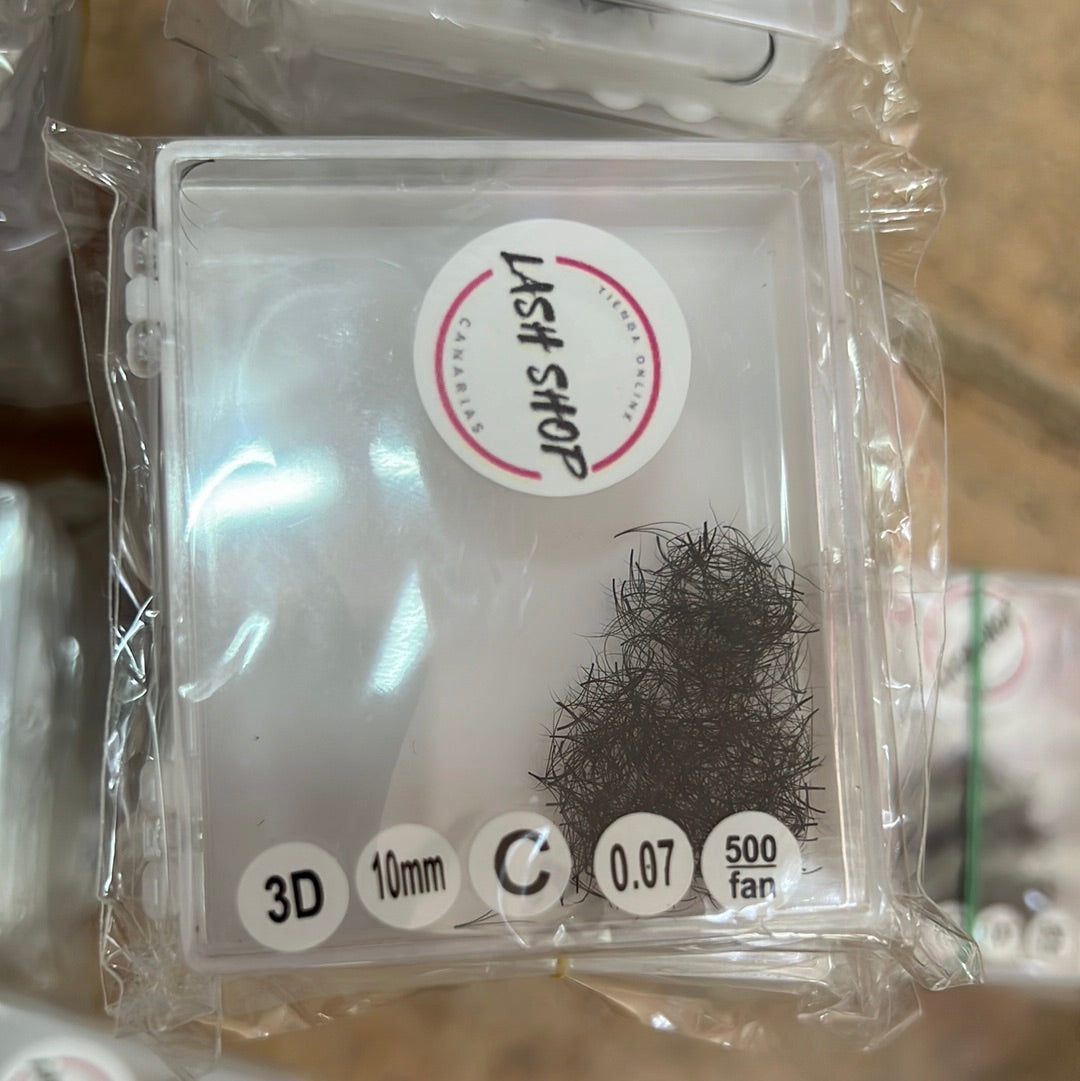 LASH SHOP
TIENDA ONLINE
CANARIAS
3D
10mm
C
0.07
500
fan